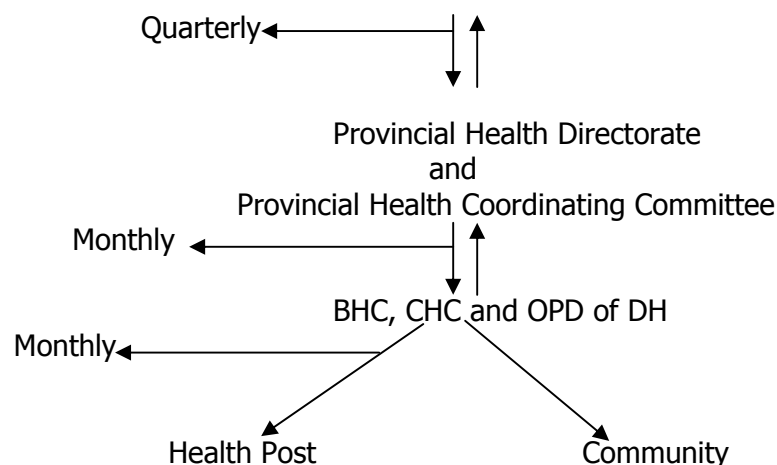 Quarterly
Provincial Health Directorate
and
Provincial Health Coordinating Committee
Monthly
BHC, CHC and OPD of DH
Monthly
Health Post
Community